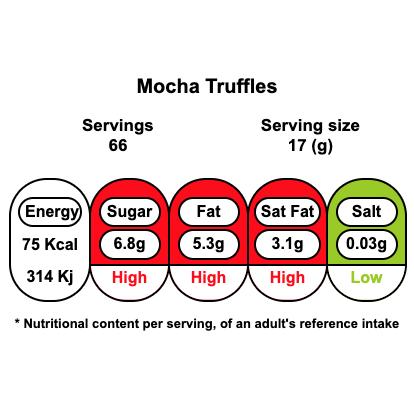 Mocha Truffles
Servings Serving size
66 17 (g)
Energy Sugar Fat Sat Fat Salt
75 Kcal 6.8g 5.3g 3.1g 0.03g
314 Kj High High High Low
* Nutritional content per serving, of an adult's reference intake